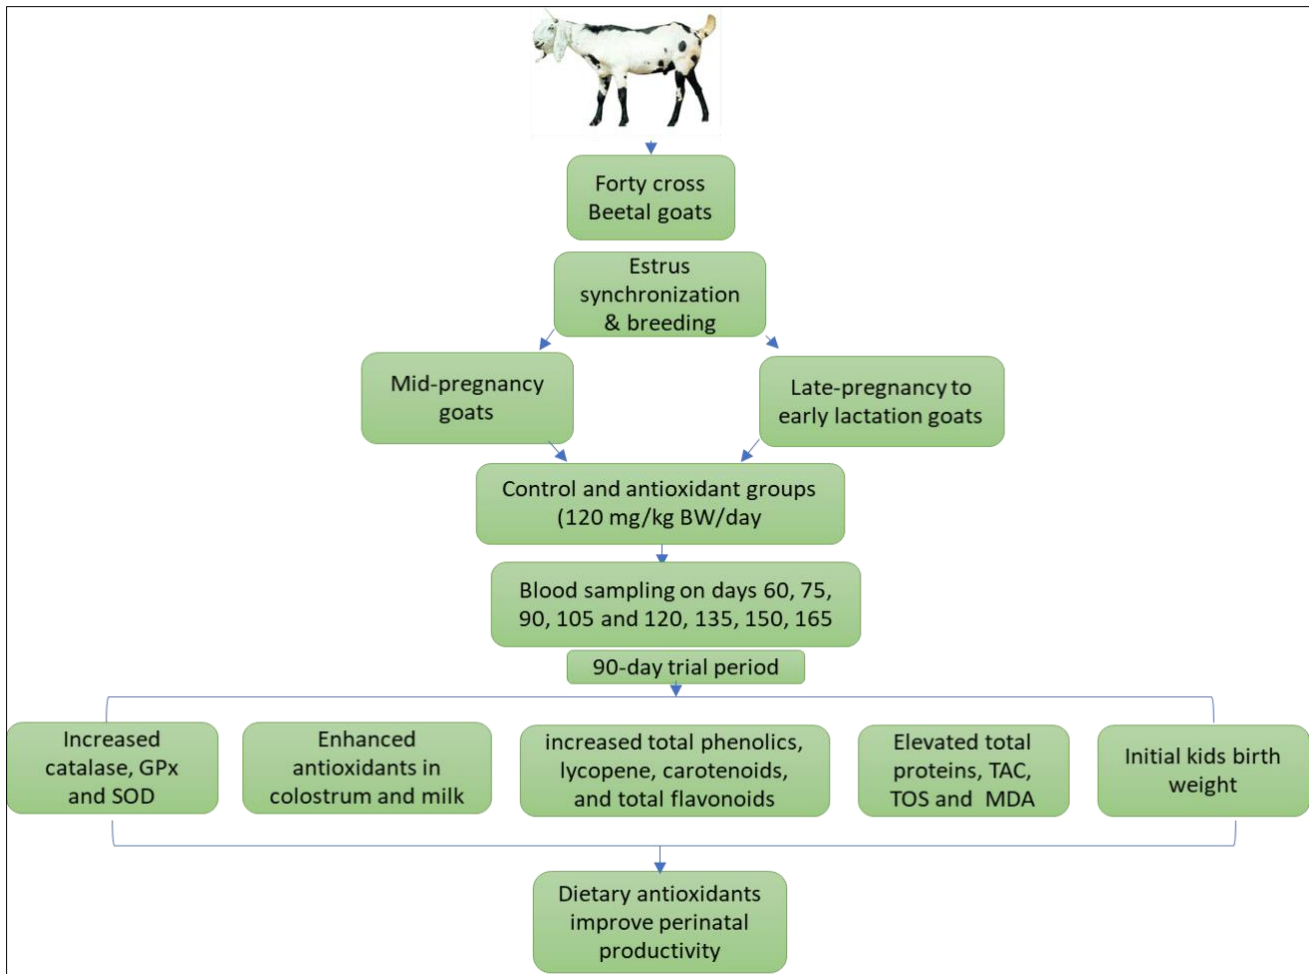 Forty cross
Beetal goats
Estrus
synchronization
& breeding
Mid-pregnancy
goats
Late-pregnancy to
early lactation goats
Control and antioxidant groups
(120 mg/kg BW/day
Blood sampling on days 60, 75,
90, 105 and 120, 135, 150, 165
90-day trial period
Increased
catalase, GPx
and SOD
Enhanced
antioxidants in
colostrum and milk
increased total phenolics,
lycopene, carotenoids,
and total flavonoids
Elevated total
proteins, TAC,
TOS and MDA
Initial kids birth
weight
Dietary antioxidants
improve perinatal
productivity